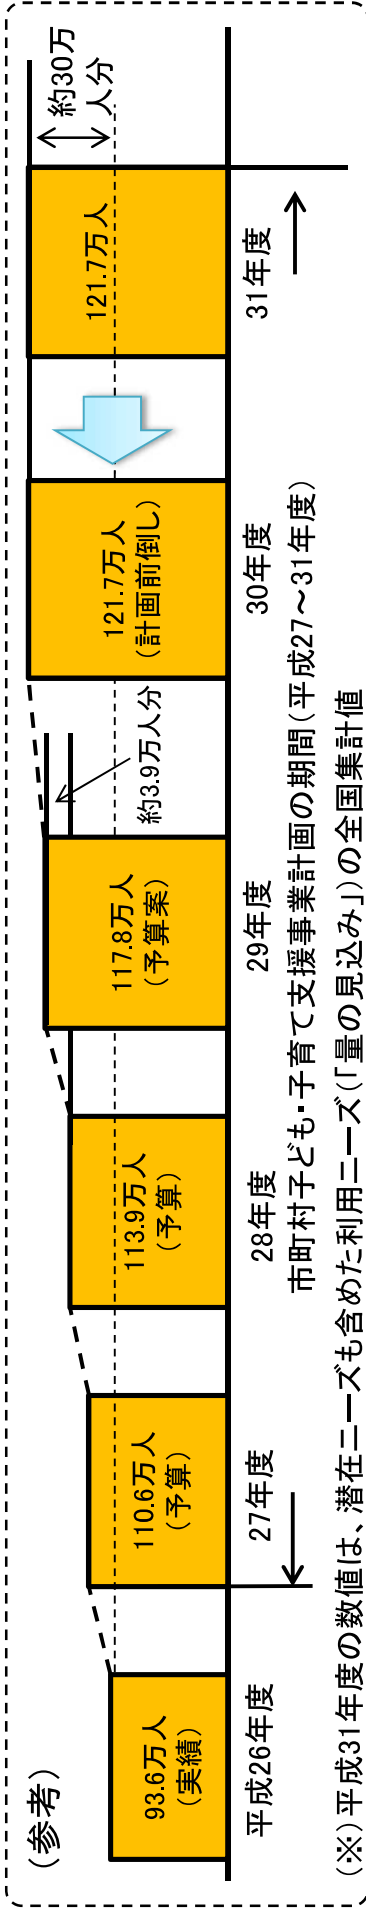 (参考)
約30万
人分
93.6万人
(実績)
110.6万人
(予算)
113.9万人
(予算)
117.8万人
(予算案)
約3.9万人分
121.7万人
(計画前倒し)
121.7万人
平成26年度
27年度
28年度
29年度
30年度
31年度
市町村子ども・子育て支援事業計画の期間(平成27～31年度)
(※)平成31年度の数値は、潜在ニーズも含めた利用ニーズ(「量の見込み」)の全国集計値